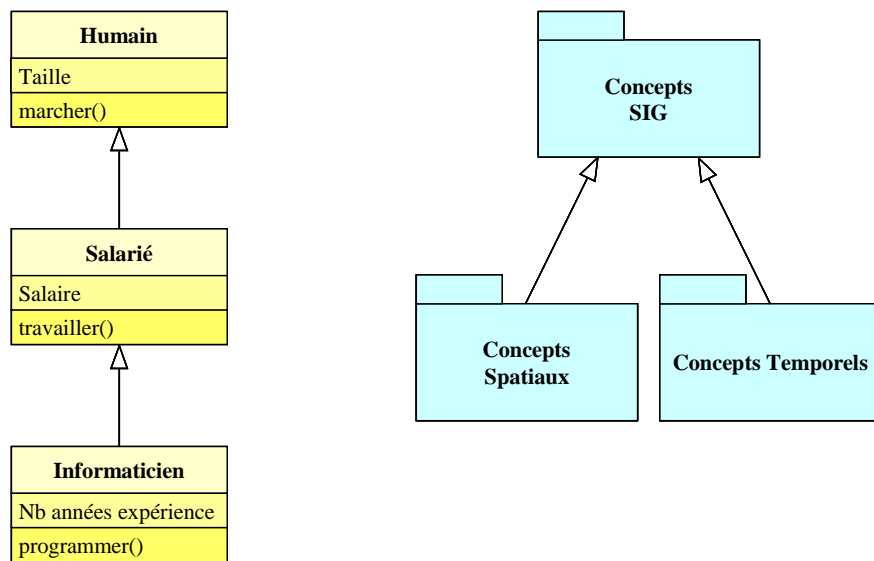 Humain
Taille
marcher()
Salarié
Salaire
travailler()
Informaticien
Nb années expérience
programmer()
Concepts
SIG
Concepts
Spatiaux
Concepts Temporels